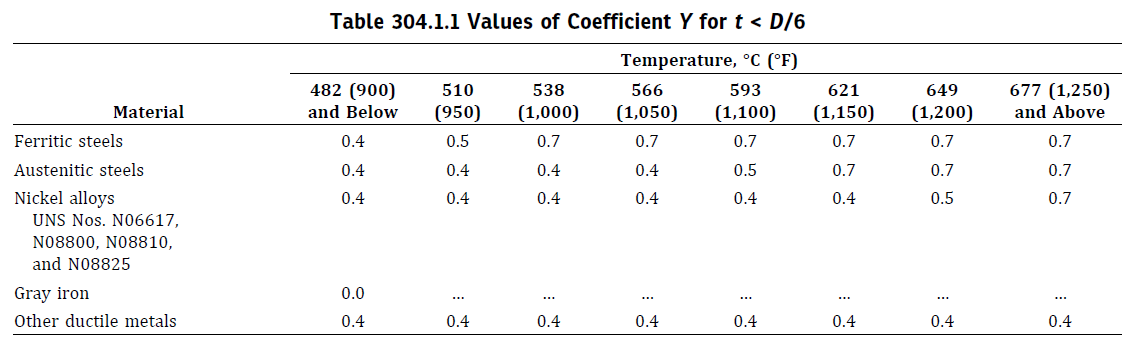 Table 304.1.1 Values of Coefficient Y for t < D/6
Temperature, °C (°F)
Material
482 (900) and Below
510 (950)
538 (1,000)
566 (1,050)
593 (1,100)
621 (1,150)
649 (1,200)
677 (1,250) and Above
Ferritic steels 0.4 0.5 0.7 0.7 0.7 0.7 0.7 0.7
Austenitic steels 0.4 0.4 0.4 0.4 0.5 0.7 0.7 0.7
Nickel alloys 0.4 0.4 0.4 0.4 0.4 0.4 0.5 0.7
UNS Nos. N06617,
N08800, N08810,
and N08825
Gray iron 0.0 ... ... ... ... ... ... ...
Other ductile metals 0.4 0.4 0.4 0.4 0.4 0.4 0.4 0.4